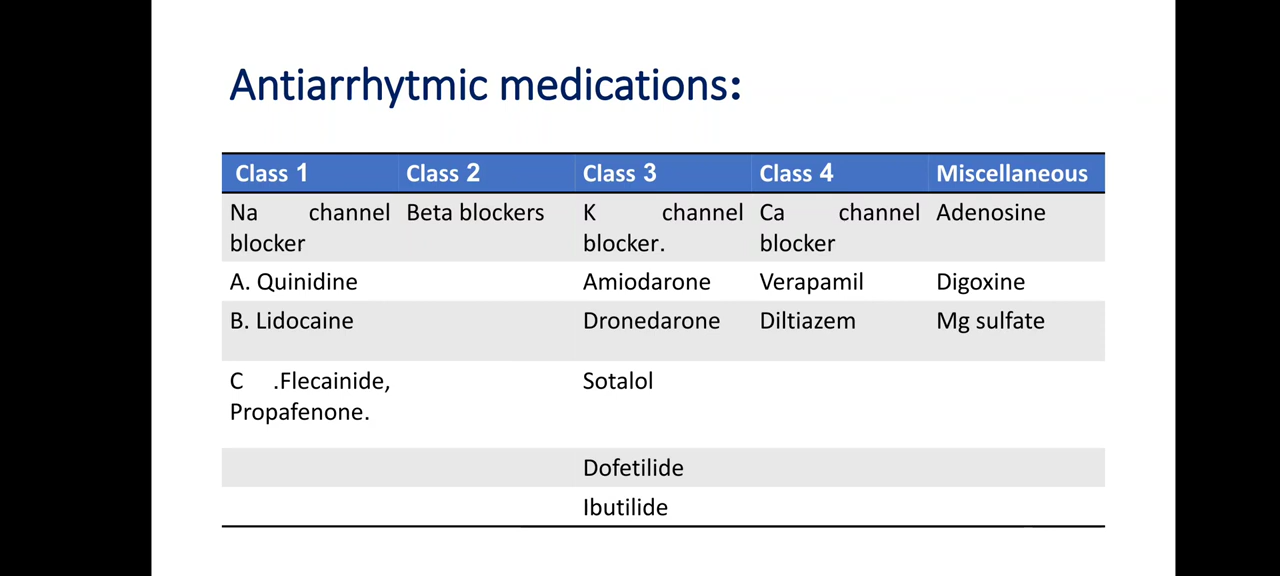 Antiarrhytmic medications:
Class 1 Class 2 Class 3 Class 4 Miscellaneous
Na channel blocker Beta blockers K channel blocker. Ca channel blocker Adenosine
A. Quinidine Amiodarone Verapamil Digoxine
B. Lidocaine Dronedarone Diltiazem Mg sulfate
C .Flecainide, Propafenone. Sotalol
Dofetilide
Ibutilide